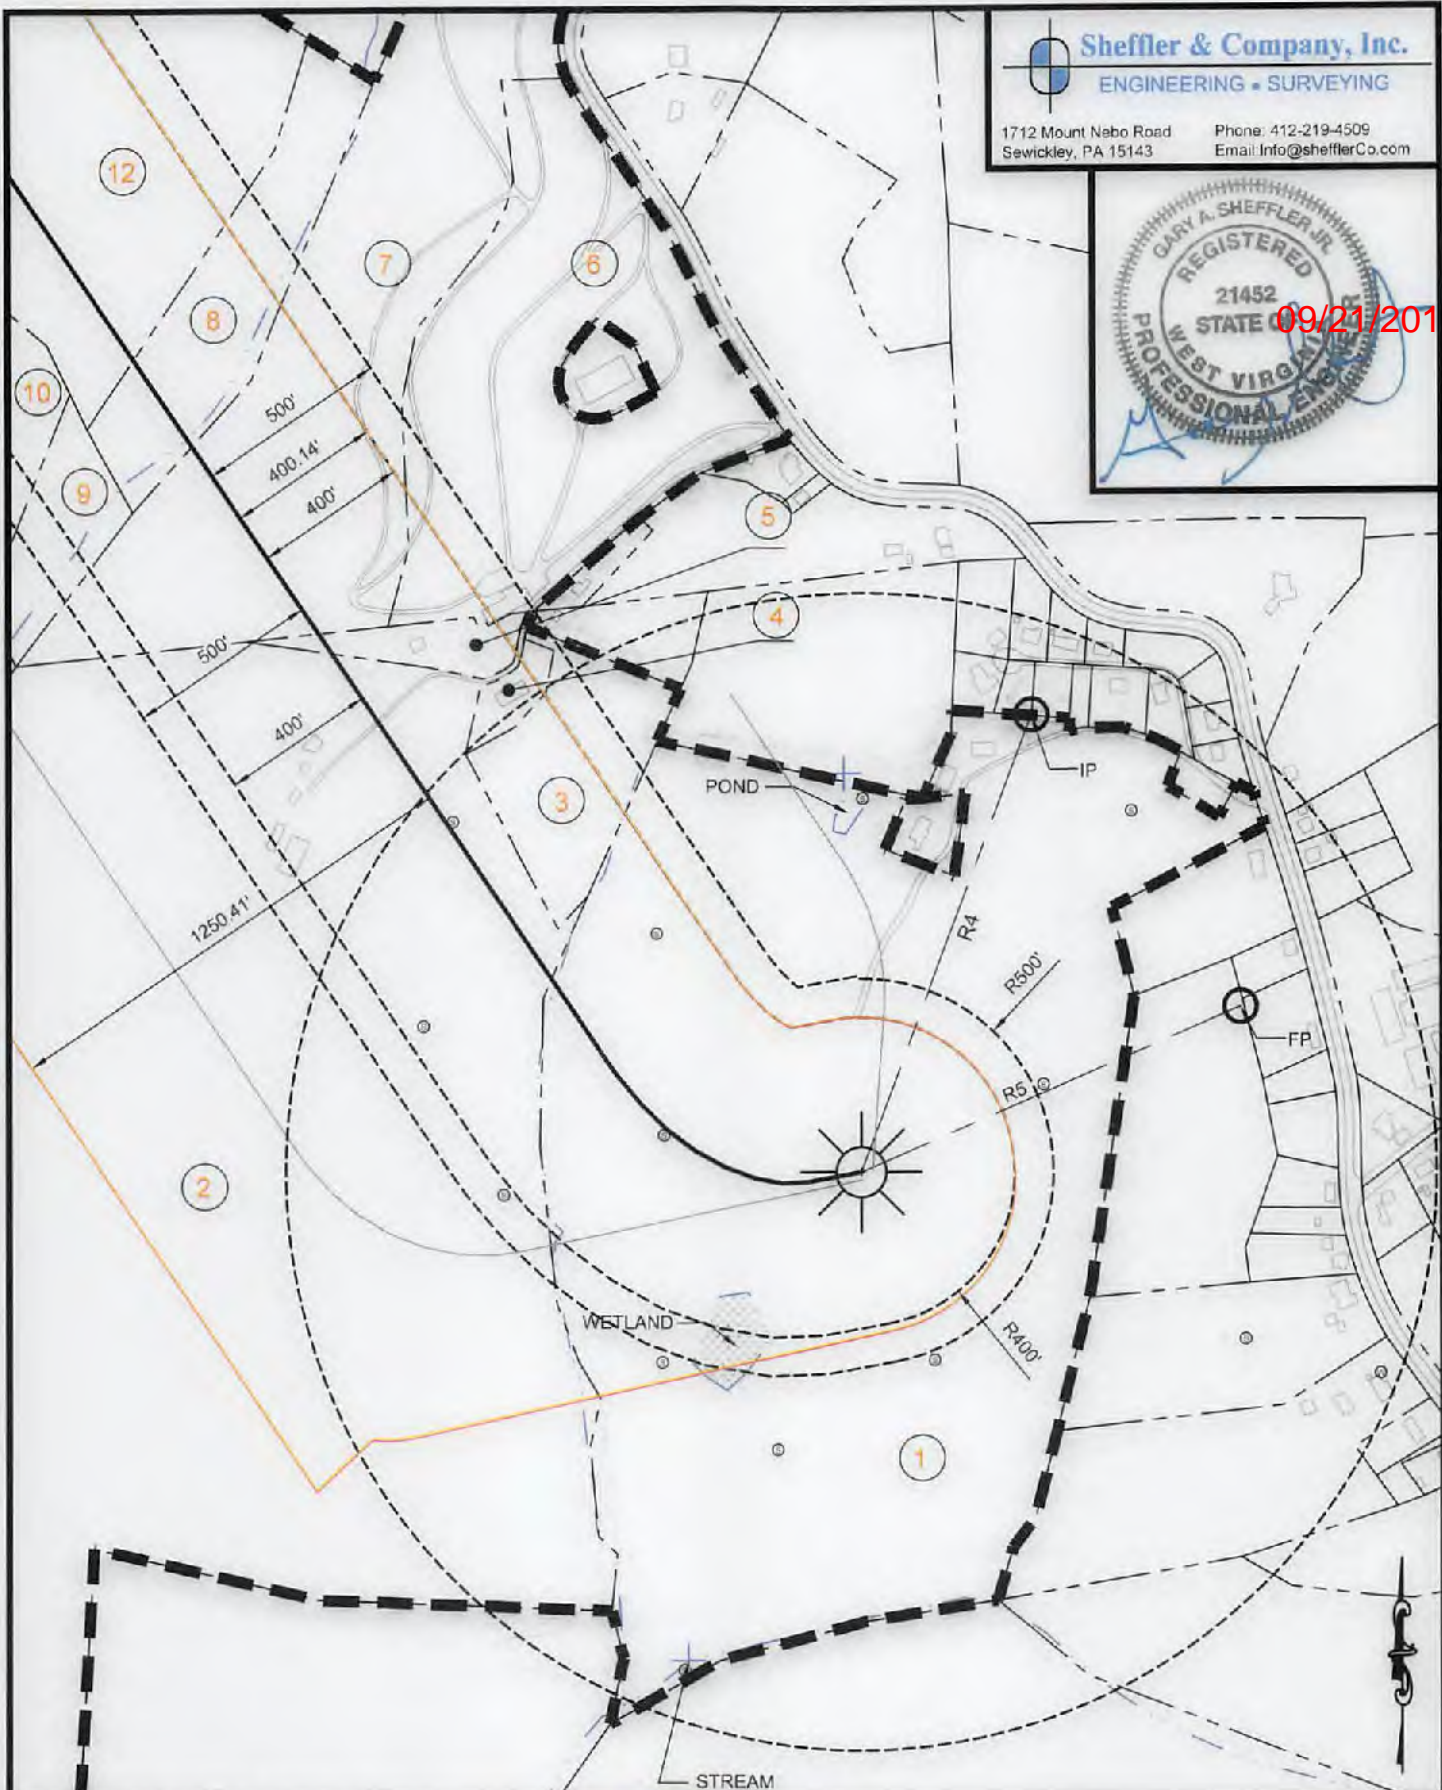 Sheffler & Company, Inc.
ENGINEERING • SURVEYING
1712 Mount Nebo Road
Sewickley, PA 15143
Phone: 412-219-4509
Email:Info@shefflerCo.com
GARY A. SHEFFLER JR.
REGISTERED
21452
STATE OF
WEST VIRGINIA
PROFESSIONAL ENGINEER
09/21/201
12
7
6
8
10
9
500'
400.14'
400'
5
4
500'
400'
3
POND
IP
1250.41'
R4
R500'
FP
R5
2
WETLAND
R400'
1
STREAM